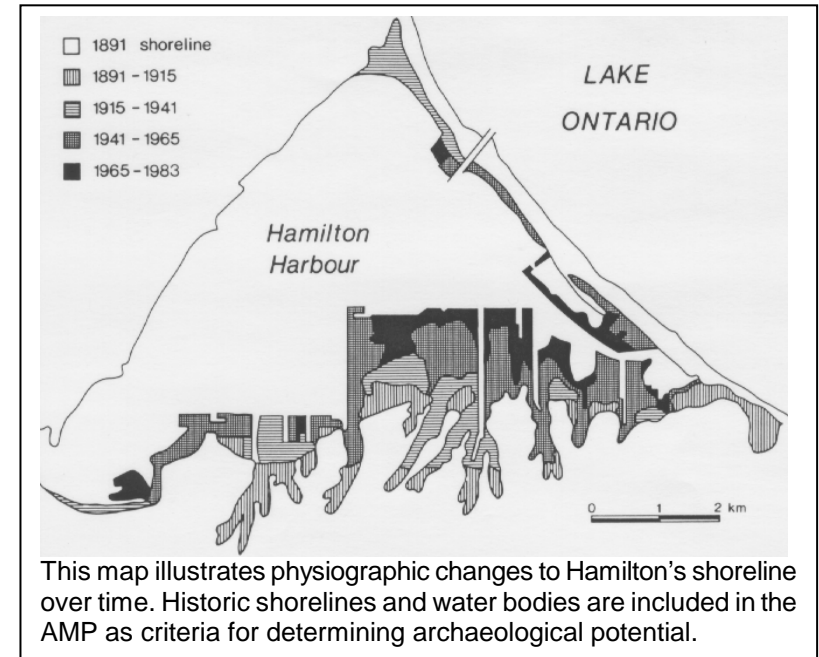 1891 shoreline
1891-1915
1915-1941
1941-1965
1965-1983
LAKE
ONTARIO
Hamilton
Harbour
0 1 2 km
This map illustrates physiographic changes to Hamilton’s shoreline
over time. Historic shorelines and water bodies are included in the
AMP as criteria for determining archaeological potential.